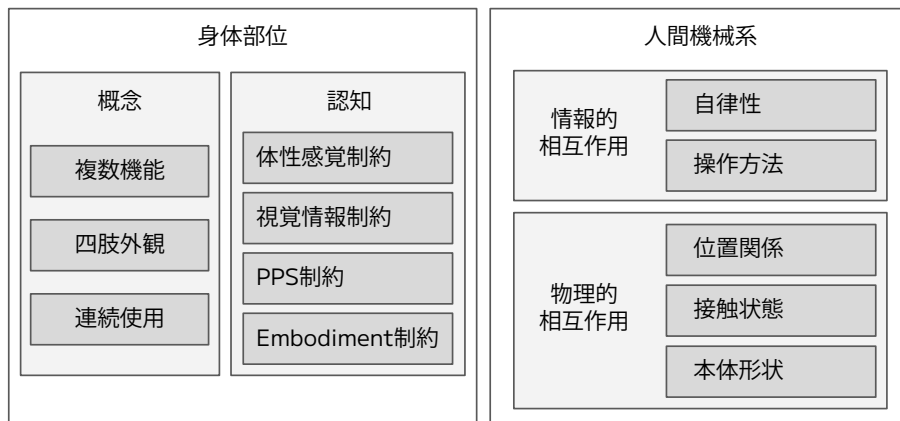 身体部位
概念
複数機能
四肢外観
連続使用
認知
体性感覚制約
視覚情報制約
PPS制約
Embodiment制約
人間機械系
情報的
相互作用
自律性
操作方法
物理的
相互作用
位置関係
接触状態
本体形状